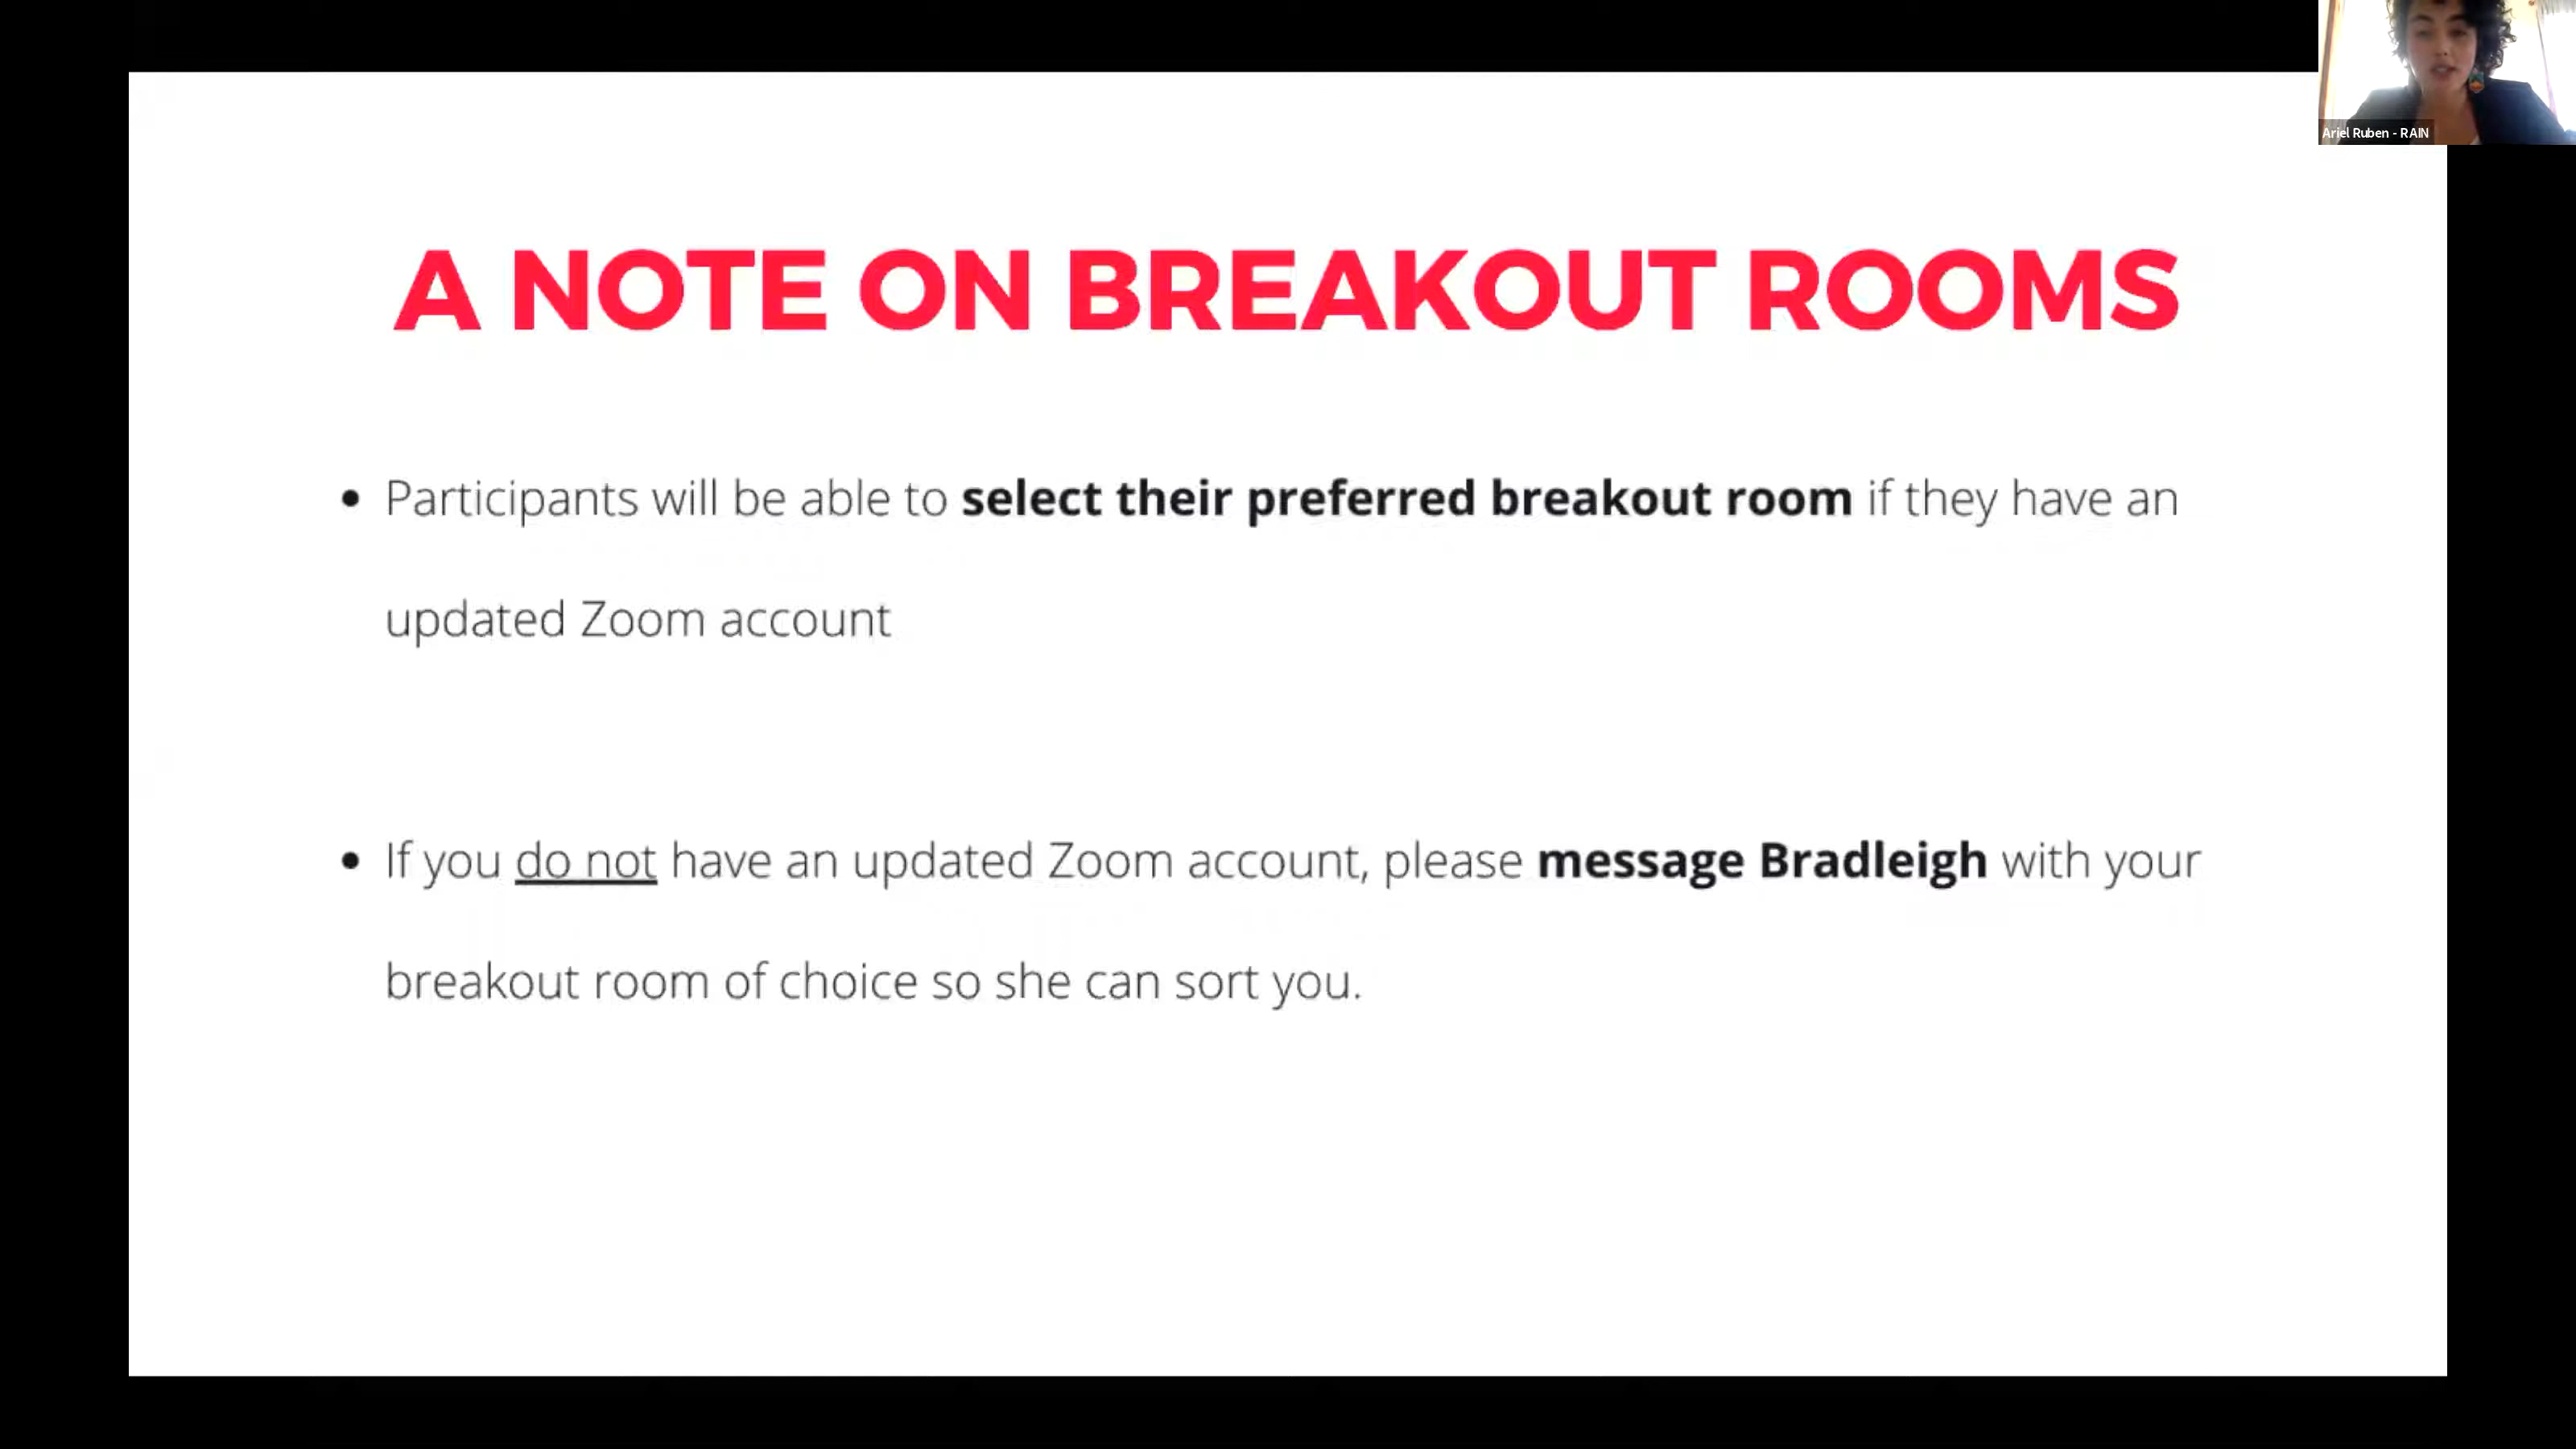 Ariel Ruben - RAIN
A NOTE ON BREAKOUT ROOMS
• Participants will be able to select their preferred breakout room if they have an
updated Zoom account
• If you do not have an updated Zoom account, please message Bradleigh with your
breakout room of choice so she can sort you.